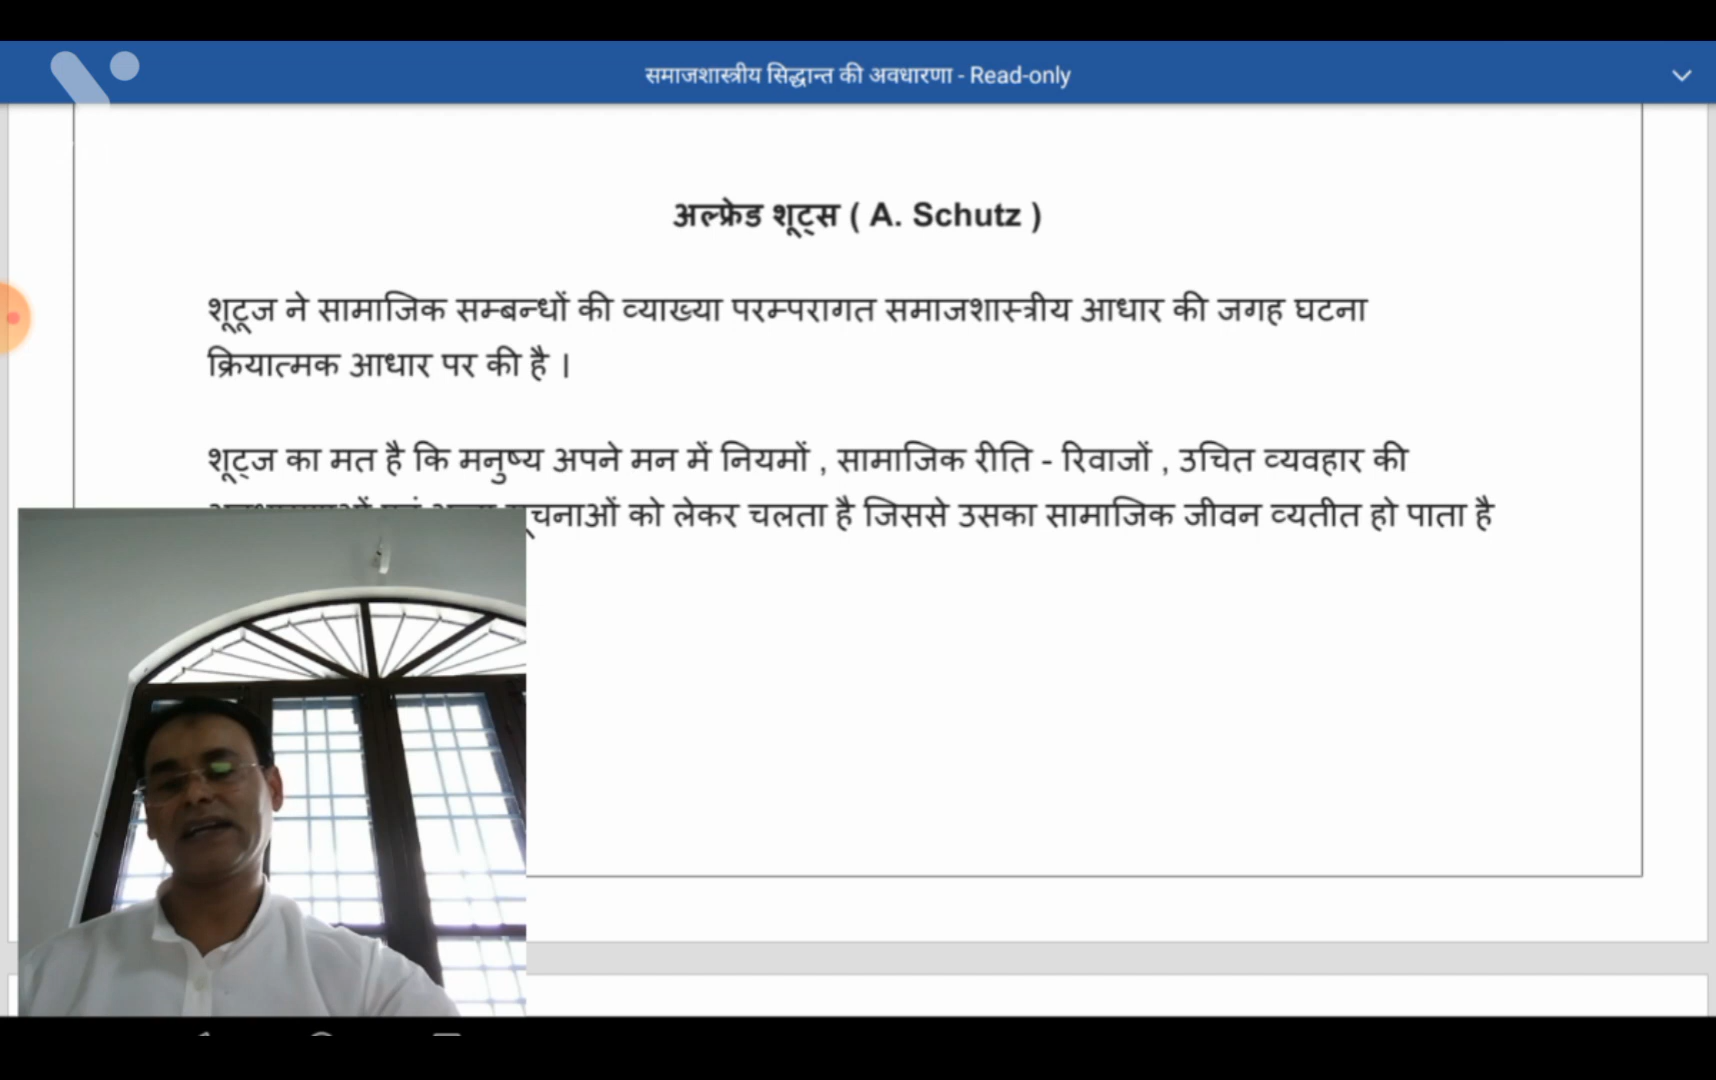 समाजशास्त्रीय सिद्धान्त की अवधारणा - Read-only
अल्फ्रेड शूट्स ( A. Schutz )
शूटूज ने सामाजिक सम्बन्धों की व्याख्या परम्परागत समाजशास्त्रीय आधार की जगह घटना
क्रियात्मक आधार पर की है ।
शूट्ज का मत है कि मनुष्य अपने मन में नियमों , सामाजिक रीति - रिवाजों , उचित व्यवहार की
को लेकर चलता है जिससे उसका सामाजिक जीवन व्यतीत हो पाता है